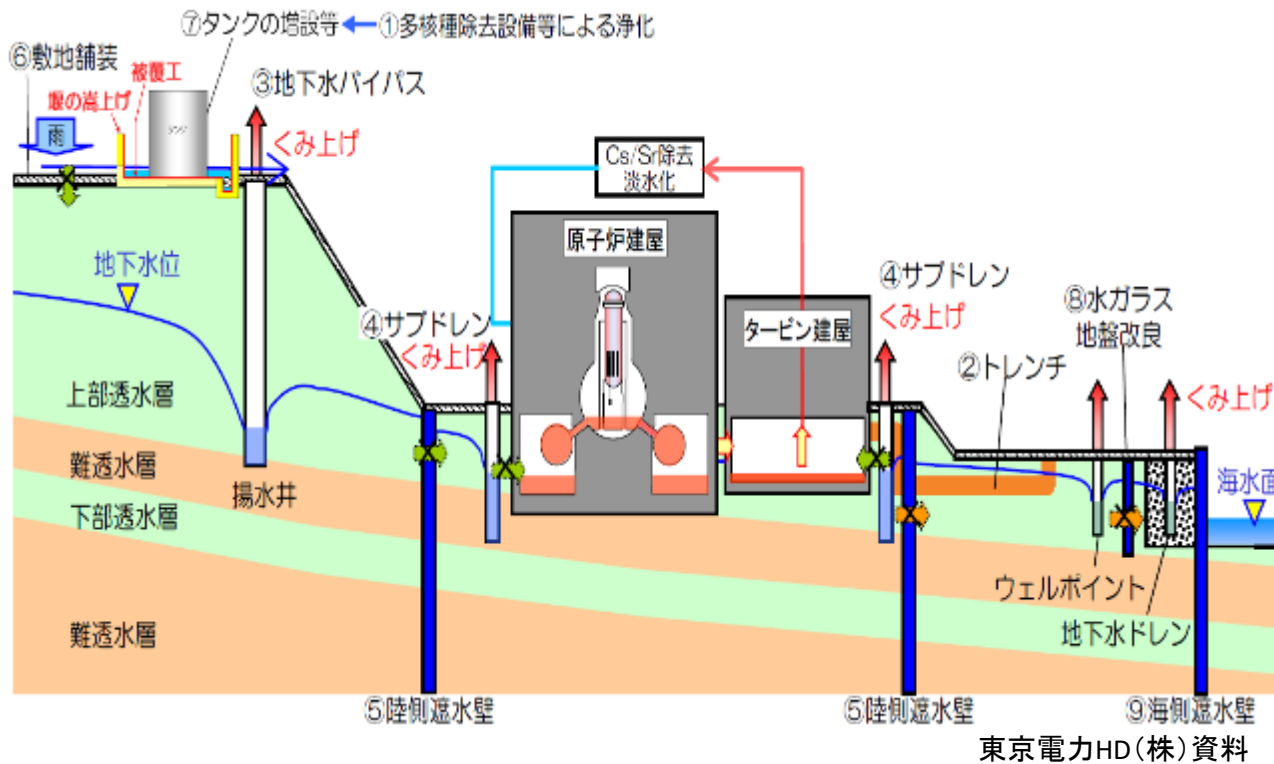 ⑦タンクの増設等
①多核種除去設備等による浄化
⑥敷地舗装
被覆工
堰の嵩上げ
③地下水バイパス
雨
タンク
くみ上げ
Cs/Sr除去
淡水化
原子炉建屋
地下水位
④サブドレン
くみ上げ
タービン建屋
④サブドレン
くみ上げ
⑧水ガラス
地盤改良
②トレンチ
くみ上げ
上部透水層
難透水層
揚水井
下部透水層
海水面
ウェルポイント
地下水ドレン
難透水層
⑤陸側遮水壁
⑤陸側遮水壁
⑨海側遮水壁
東京電力HD(株)資料